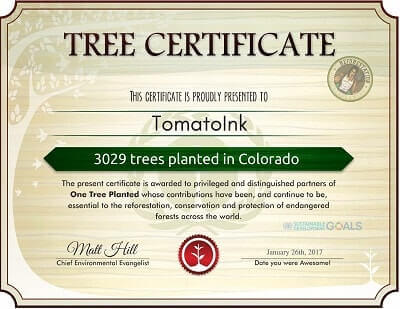 TREE CERTIFICATE
REFORESTATION
THIS CERTIFICATE IS PROUDLY PRESENTED TO
TomatoInk
3029 trees planted in Colorado
The present certificate is awarded to privileged and distinguished partners of
One Tree Planted whose contributions have been, and continue to be,
essential to the reforestation, conservation and protection of endangered
forests across the world.
SUSTAINABLE
DEVELOPMENT GOALS
Matt Hill
Chief Environmental Evangelist
January 26th, 2017
Date you were Awesome!